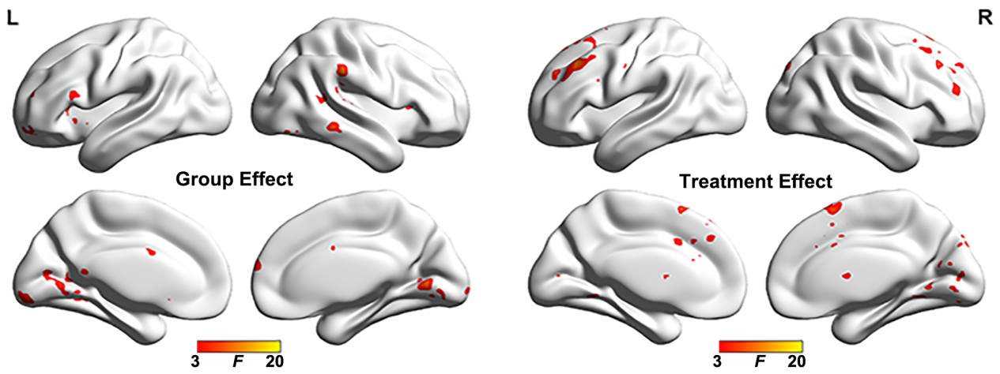 L
R
Group Effect
Treatment Effect
3 F 20
3 F 20